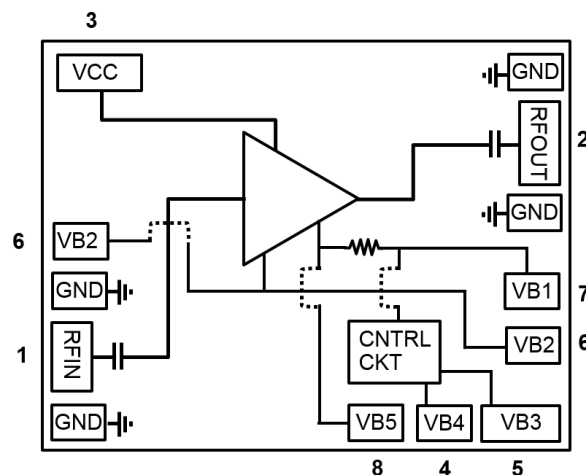 3
VCC
GND
RFOUT
2
GND
6
VB2
GND
VB1
7
1
RFIN
CNTRL
CKT
VB2
6
GND
VB5
VB4
VB3
8
4
5